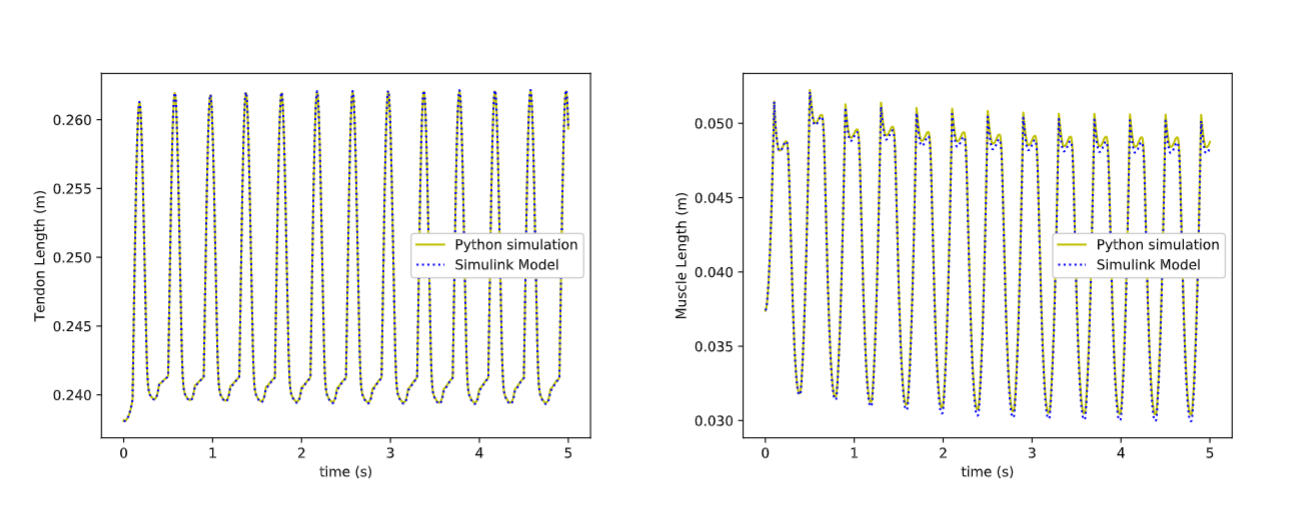 0.260
0.255
0.250
0.245
0.240
Tendon Length (m)
Python simulation
Simulink Model
0 1 2 3 4 5
time (s)
0.050
0.045
0.040
0.035
0.030
Muscle Length (m)
Python simulation
Simulink Model
0 1 2 3 4 5
time (s)